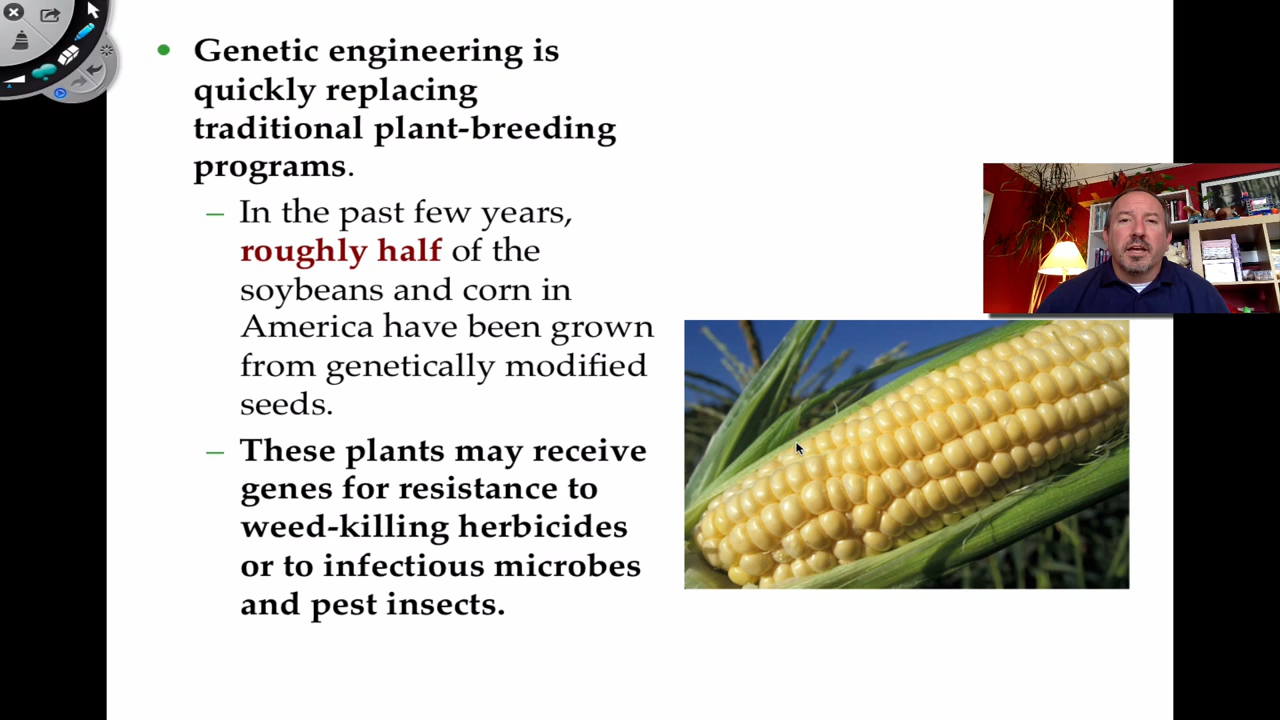 • Genetic engineering is
quickly replacing
traditional plant-breeding
programs.
– In the past few years,
roughly half of the
soybeans and corn in
America have been grown
from genetically modified
seeds.
– These plants may receive
genes for resistance to
weed-killing herbicides
or to infectious microbes
and pest insects.